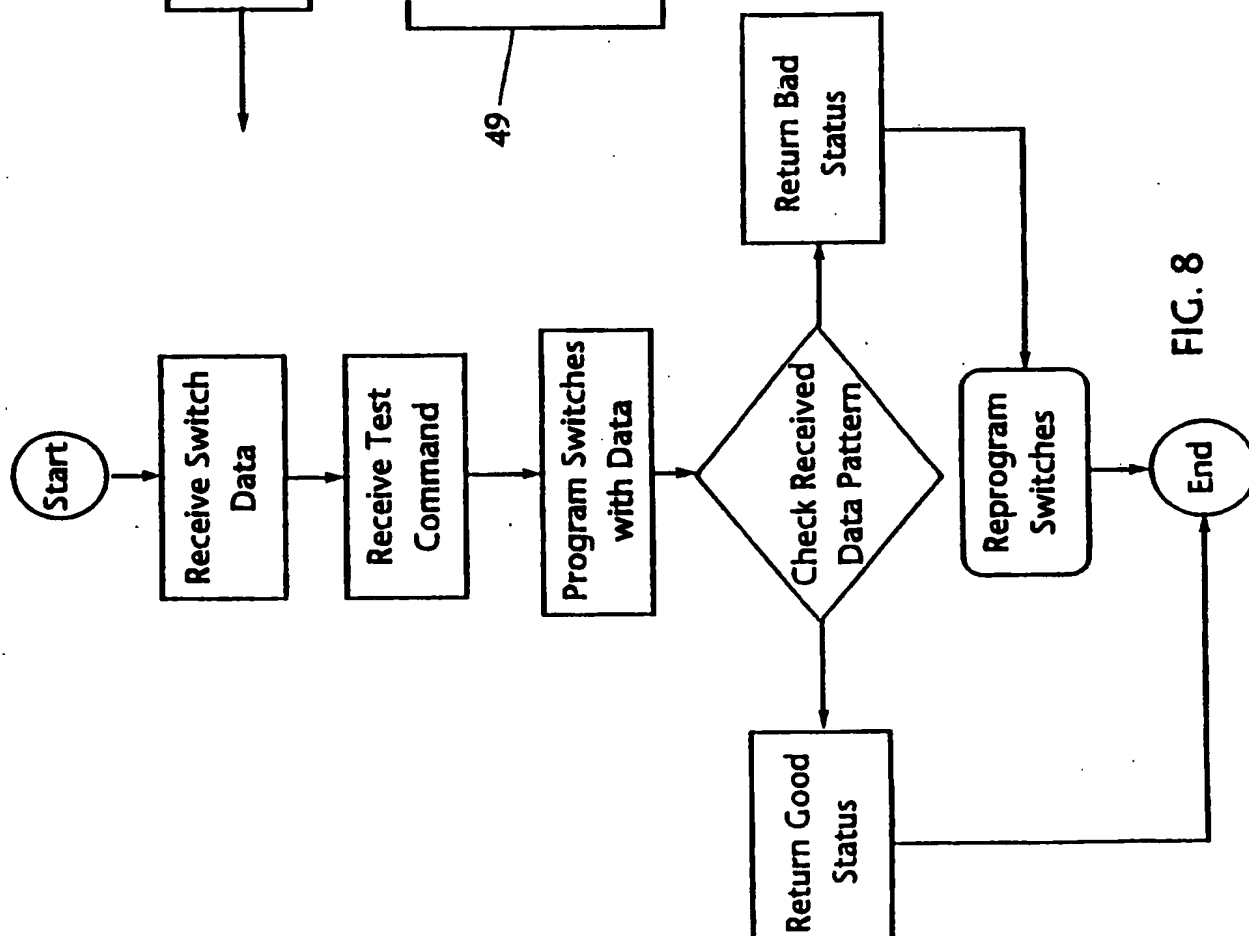 49
Start
Receive Switch
Data
Receive Test
Command
Program Switches
with Data
Check Received
Data Pattern
Return Bad
Status
Return Good
Status
Reprogram
Switches
End
FIG. 8